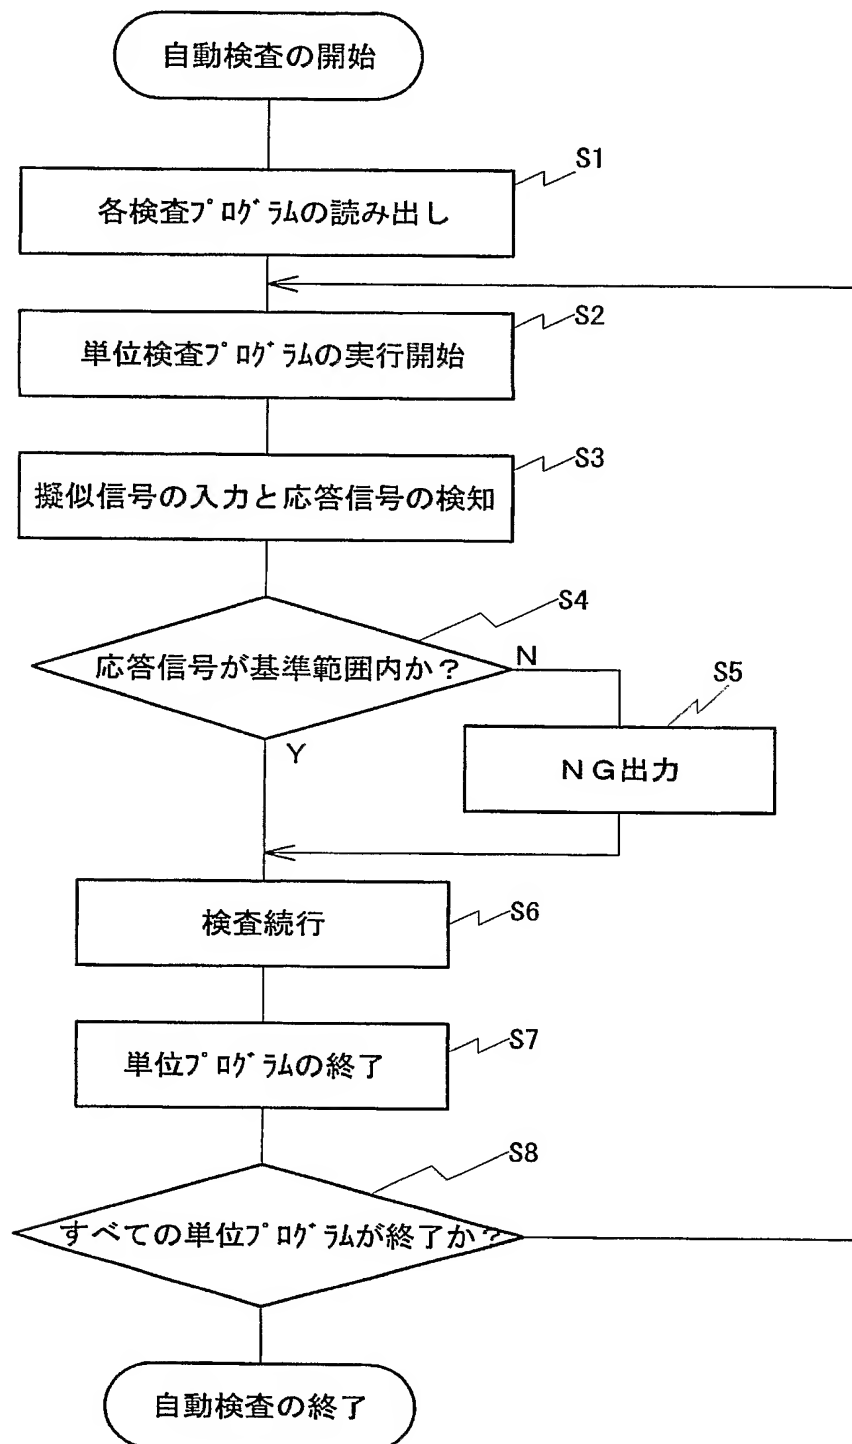 自動検査の開始
S1
各検査ﾌﾟﾛｸﾞﾗﾑの読み出し
S2
単位検査ﾌﾟﾛｸﾞﾗﾑの実行開始
S3
擬似信号の入力と応答信号の検知
S4
応答信号が基準範囲内か？
N
S5
ＮＧ出力
Y
S6
検査続行
S7
単位ﾌﾟﾛｸﾞﾗﾑの終了
S8
すべての単位ﾌﾟﾛｸﾞﾗﾑが終了か？
自動検査の終了